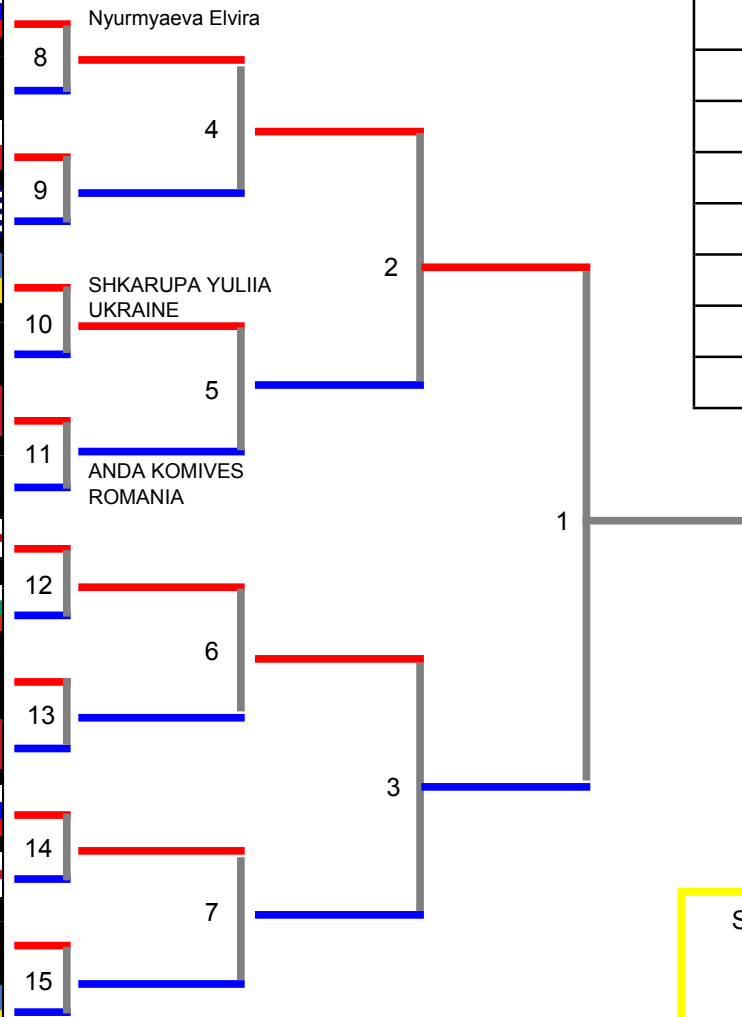 Nyurmyaeva Elvira
8
4
9
2
SHKARUPA YULIIA
UKRAINE
10
5
11
ANDA KOMIVES
ROMANIA
1
12
6
13
3
14
7
S
15